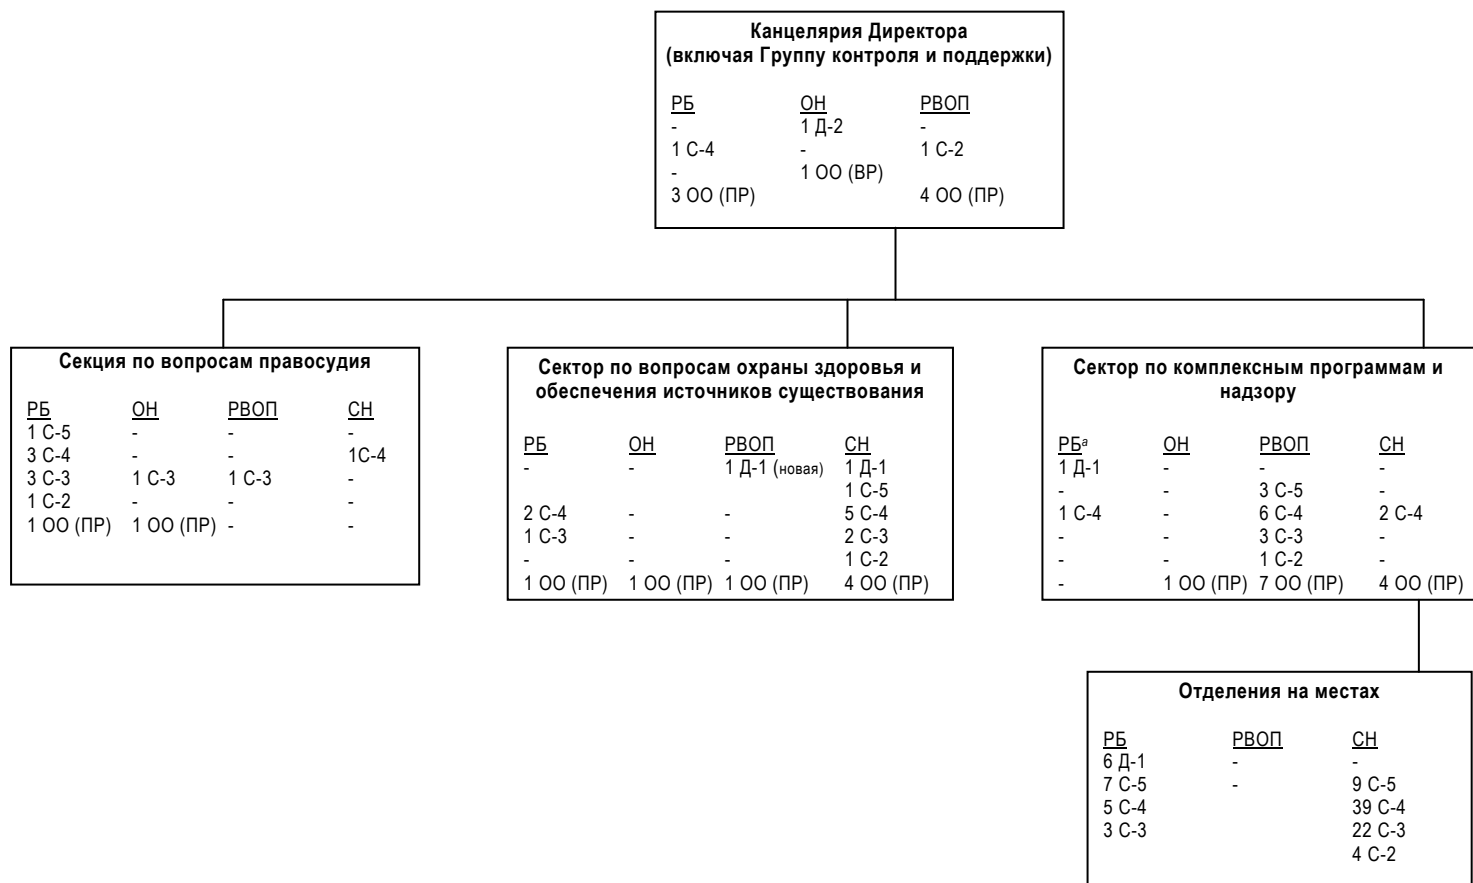 Канцелярия Директора
(включая Группу контроля и поддержки)
РБ ОН РВОП
- 1 Д-2 -
1 С-4 - 1 С-2
- 1 ОО (ВР)
3 ОО (ПР) 4 ОО (ПР)
Секция по вопросам правосудия
РБ ОН РВОП СН
1 С-5 - - -
3 С-4 - - 1С-4
3 С-3 1 С-3 1 С-3 -
1 С-2 - - -
1 ОО (ПР) 1 ОО (ПР) - -
Сектор по вопросам охраны здоровья и
обеспечения источников существования
РБ ОН РВОП СН
- - 1 Д-1 (новая) 1 Д-1
1 С-5
2 С-4 - - 5 С-4
1 С-3 - - 2 С-3
- - - 1 С-2
1 ОО (ПР) 1 ОО (ПР) 1 ОО (ПР) 4 ОО (ПР)
Сектор по комплексным программам и
надзору
РБa ОН РВОП СН
1 Д-1 - - -
- - 3 С-5 -
1 С-4 - 6 С-4 2 С-4
- - 3 С-3 -
- - 1 С-2 -
- 1 ОО (ПР) 7 ОО (ПР) 4 ОО (ПР)
Отделения на местах
РБ РВОП СН
6 Д-1 - -
7 С-5 - 9 С-5
5 С-4 39 С-4
3 С-3 22 С-3
4 С-2